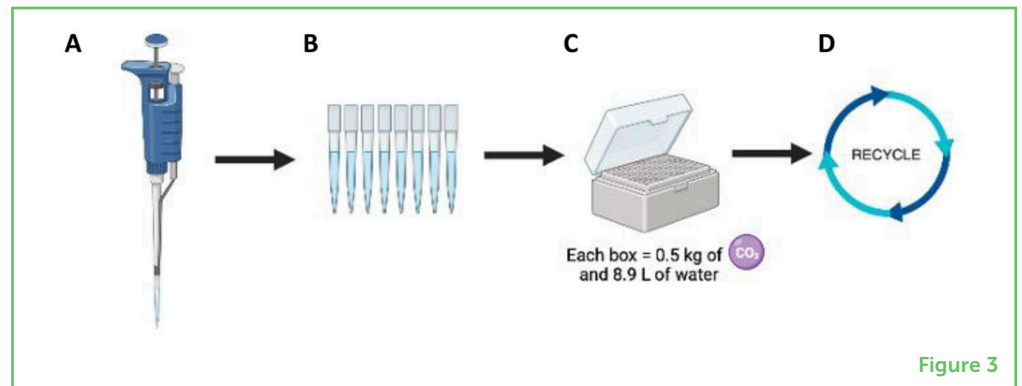 A
B
C
D
RECYCLE
Each box = 0.5 kg of CO₂
and 8.9 L of water
Figure 3